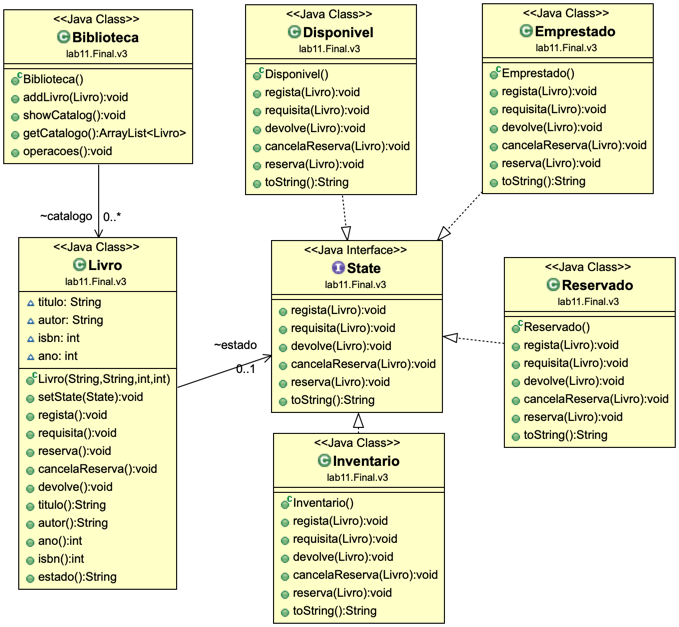 <<Java Class>>
Biblioteca
lab11.Final.v3
Biblioteca()
addLivro(Livro):void
showCatalog():void
getCatalogo():ArrayList<Livro>
operacoes():void
<<Java Class>>
Disponivel
lab11.Final.v3
Disponivel()
regista(Livro):void
requisita(Livro):void
devolve(Livro):void
cancelaReserva(Livro):void
reserva(Livro):void
toString():String
<<Java Class>>
Emprestado
lab11.Final.v3
Emprestado()
regista(Livro):void
requisita(Livro):void
devolve(Livro):void
cancelaReserva(Livro):void
reserva(Livro):void
toString():String
~catalogo 0..*
<<Java Class>>
Livro
lab11.Final.v3
titulo: String
autor: String
isbn: int
ano: int
Livro(String,String,int,int)
setState(State):void
regista():void
requisita():void
reserva():void
cancelaReserva():void
devolve():void
titulo():String
autor():String
ano():int
isbn():int
estado():String
~estado
0..1
<<Java Interface>>
State
lab11.Final.v3
regista(Livro):void
requisita(Livro):void
devolve(Livro):void
cancelaReserva(Livro):void
reserva(Livro):void
toString():String
<<Java Class>>
Reservado
lab11.Final.v3
Reservado()
regista(Livro):void
requisita(Livro):void
devolve(Livro):void
cancelaReserva(Livro):void
reserva(Livro):void
toString():String
<<Java Class>>
Inventario
lab11.Final.v3
Inventario()
regista(Livro):void
requisita(Livro):void
devolve(Livro):void
cancelaReserva(Livro):void
reserva(Livro):void
toString():String